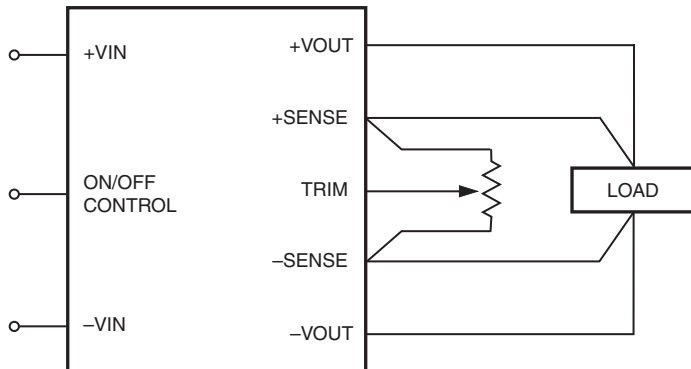 +VIN
ON/OFF
CONTROL
–VIN
+VOUT
+SENSE
TRIM
–SENSE
–VOUT
LOAD